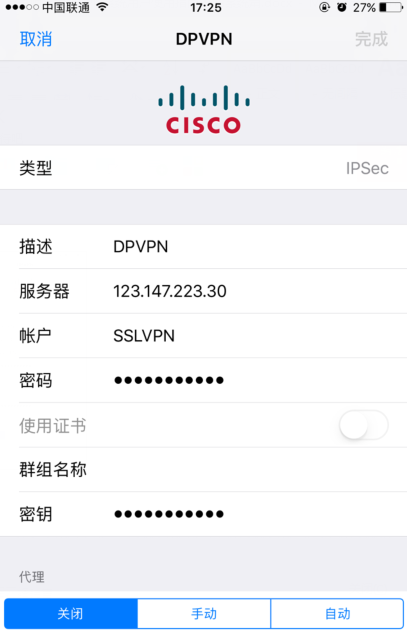 中国联通 17:25 27%
取消 DPVPN 完成
CISCO
类型 IPSec
描述 DPVPN
服务器 123.147.223.30
帐户 SSLVPN
密码 ●●●●●●●●●●●
使用证书
群组名称
密钥 ●●●●●●●●●●●
代理
关闭 手动 自动